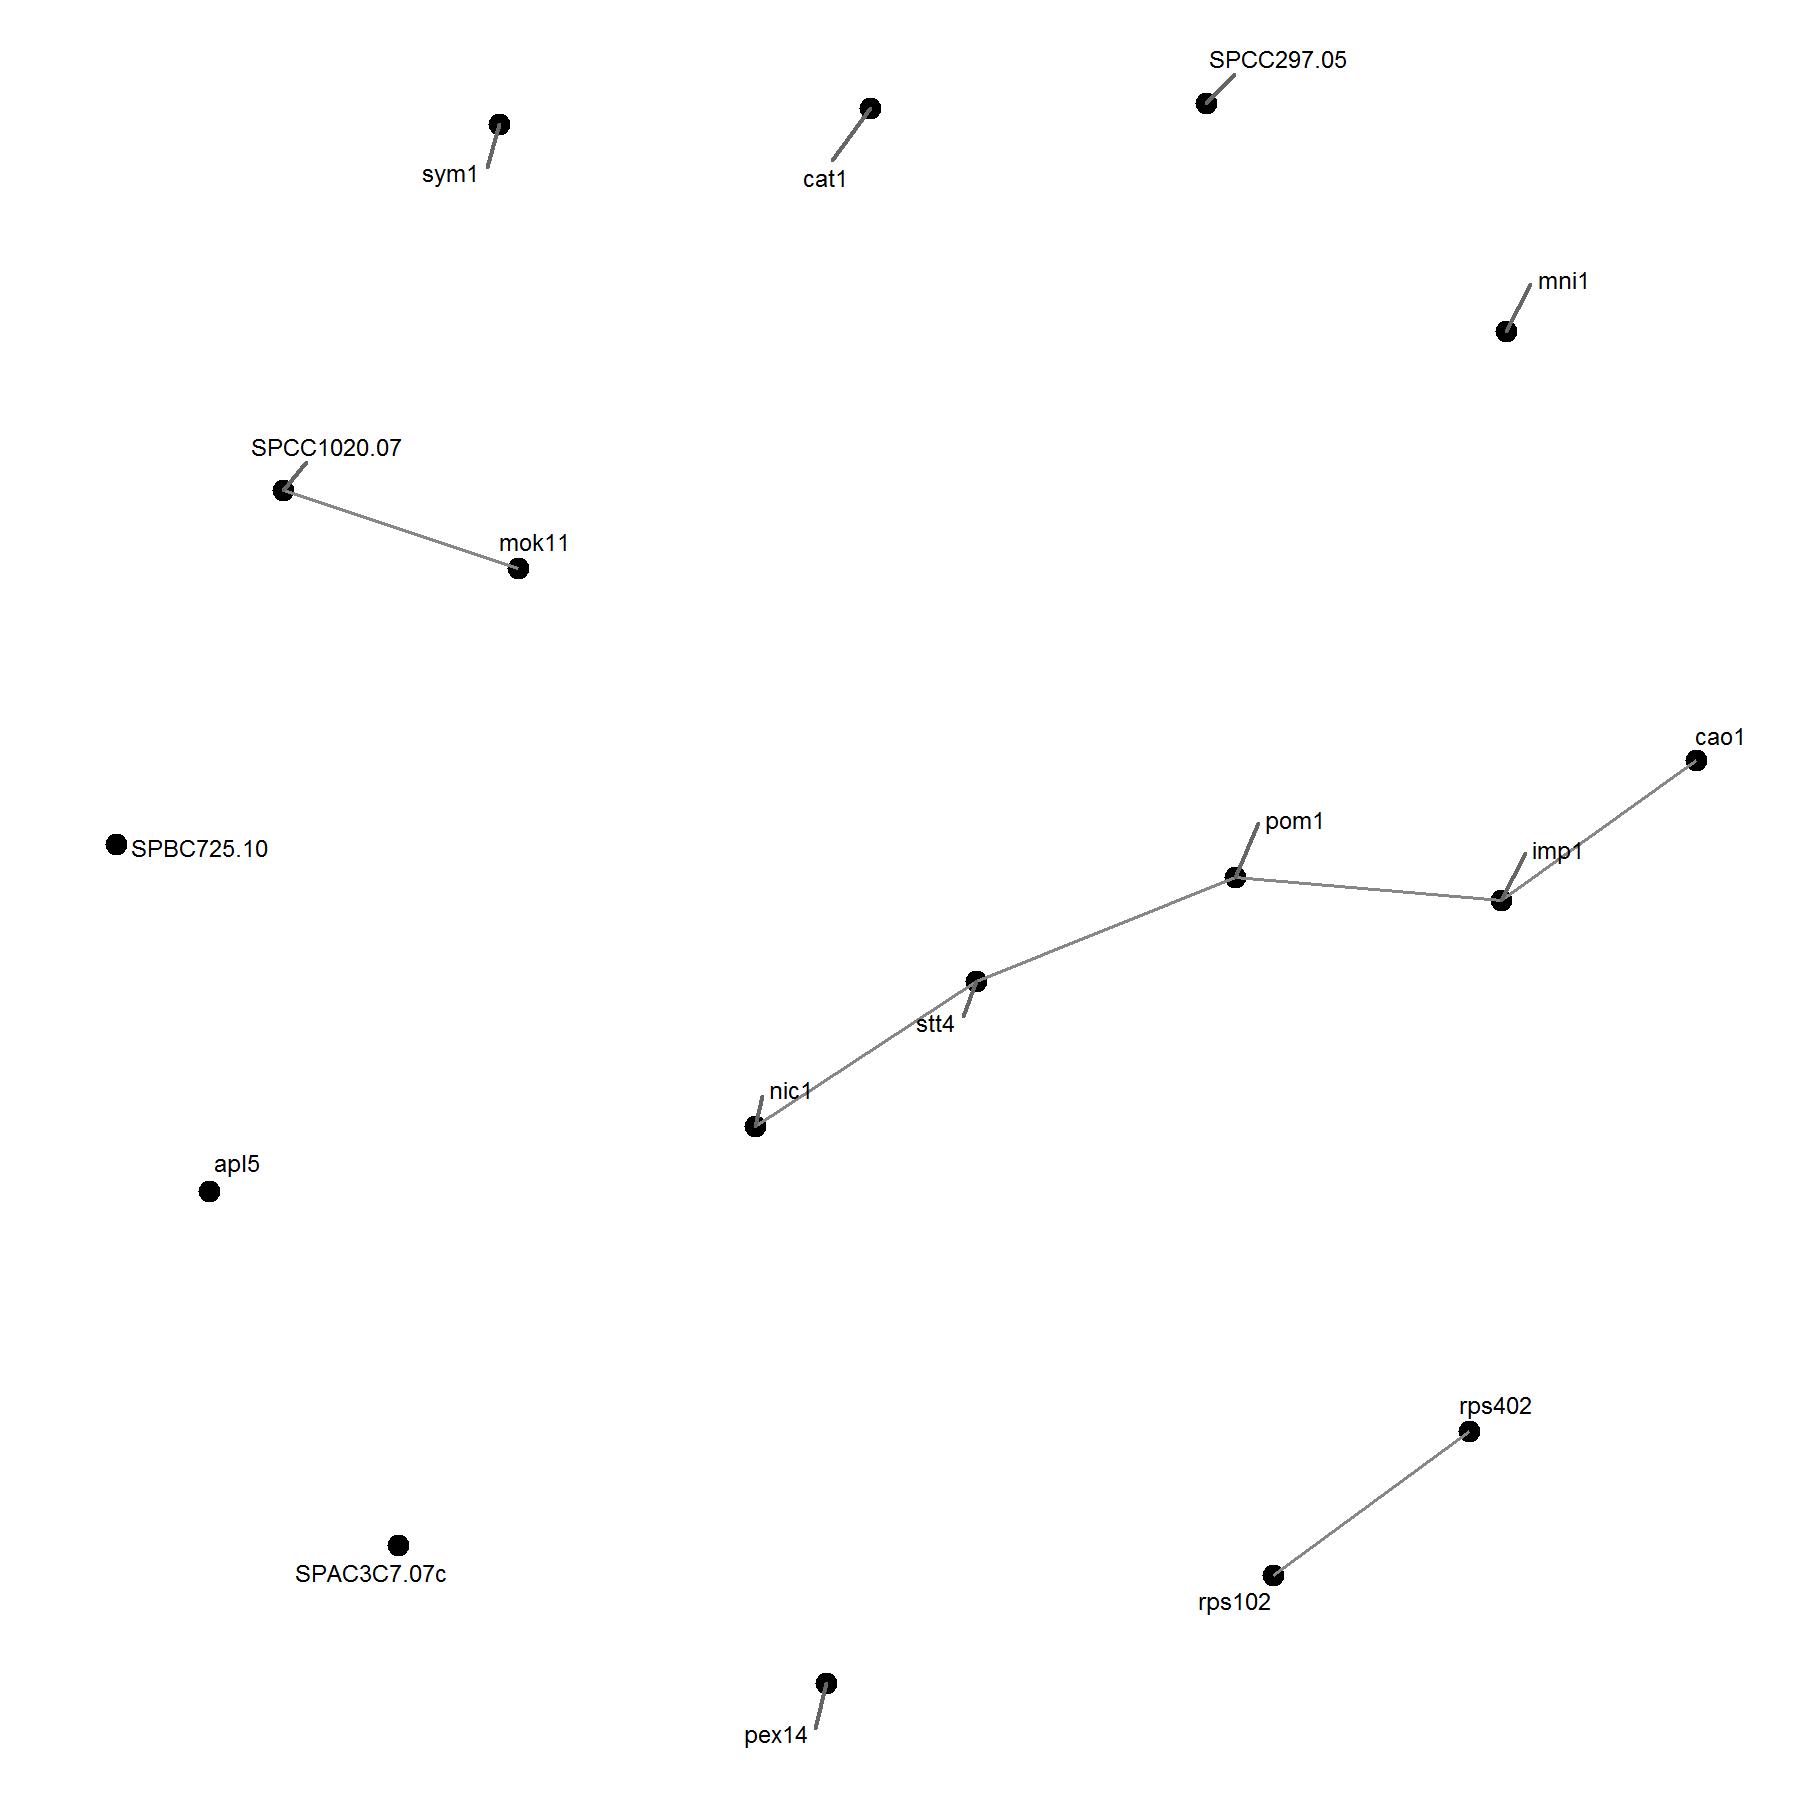 SPCC297.05
sym1
cat1
mni1
SPCC1020.07
mok11
cao1
pom1
SPBC725.10
imp1
stt4
nic1
apl5
rps402
SPAC3C7.07c
rps102
pex14